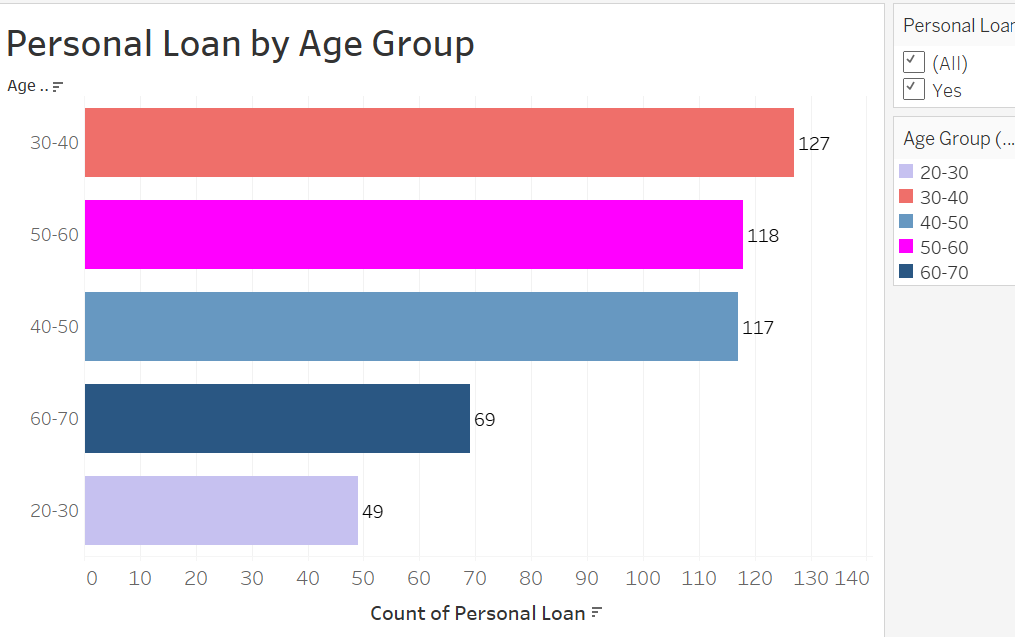 Personal Loan by Age Group
Age ..
30-40
127
50-60
118
40-50
117
60-70
69
20-30
49
0 10 20 30 40 50 60 70 80 90 100 110 120 130 140
Count of Personal Loan
Personal Loan
(All)
Yes
Age Group (...
20-30
30-40
40-50
50-60
60-70